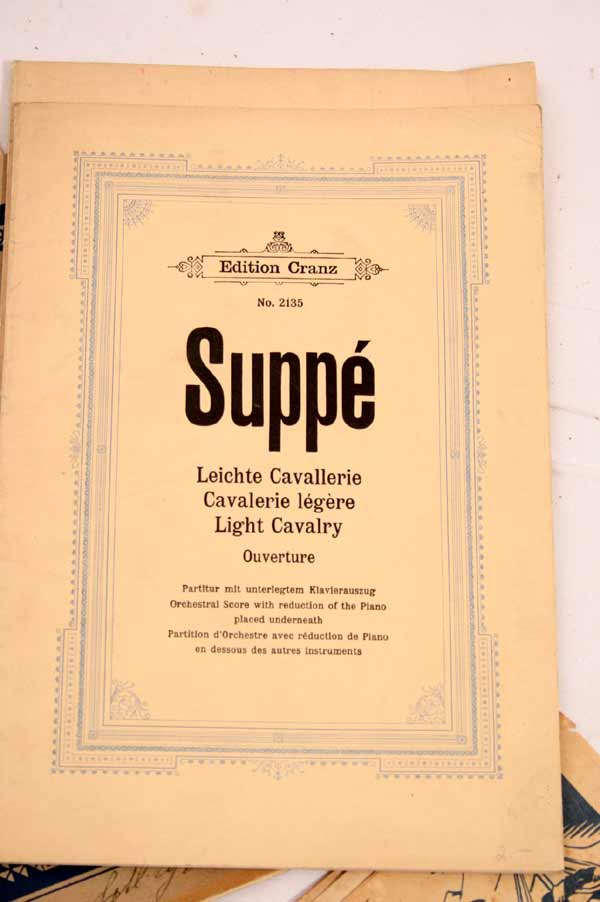 Edition Cranz
No. 2135
Suppé
Leichte Cavallerie
Cavalerie légère
Light Cavalry
Ouverture
Partitur mit unterlegtem Klavierauszug
Orchestral Score with reduction of the Piano
placed underneath
Partition d'Orchestre avec réduction de Piano
en dessous des autres instruments
2.—